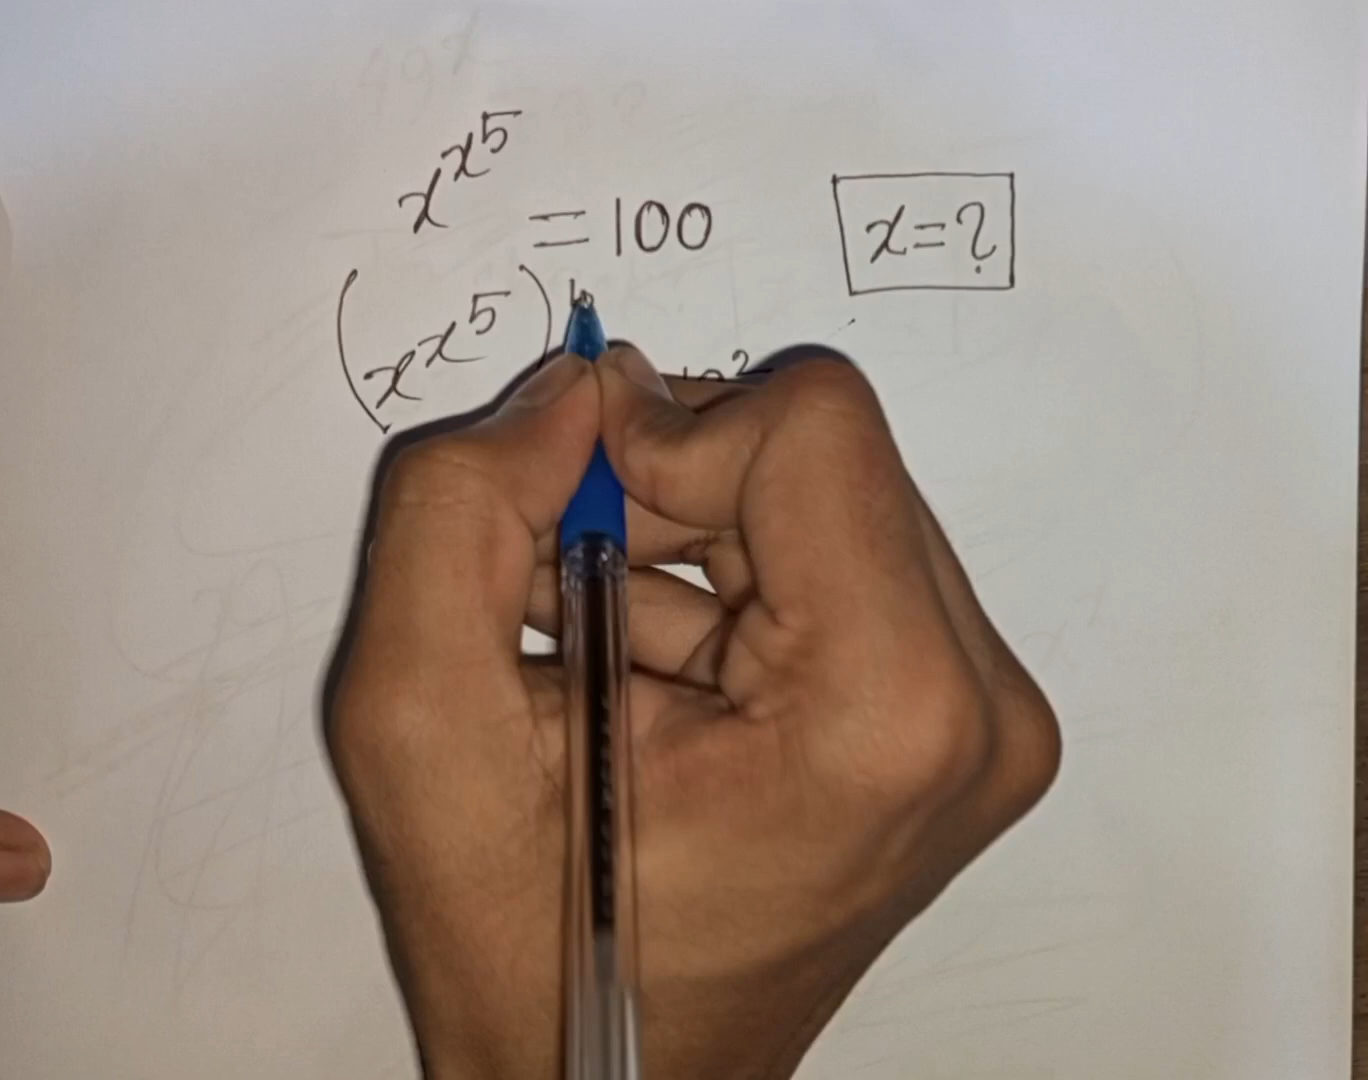 x^{x^5} = 100
x = ?
(x^{x^5})